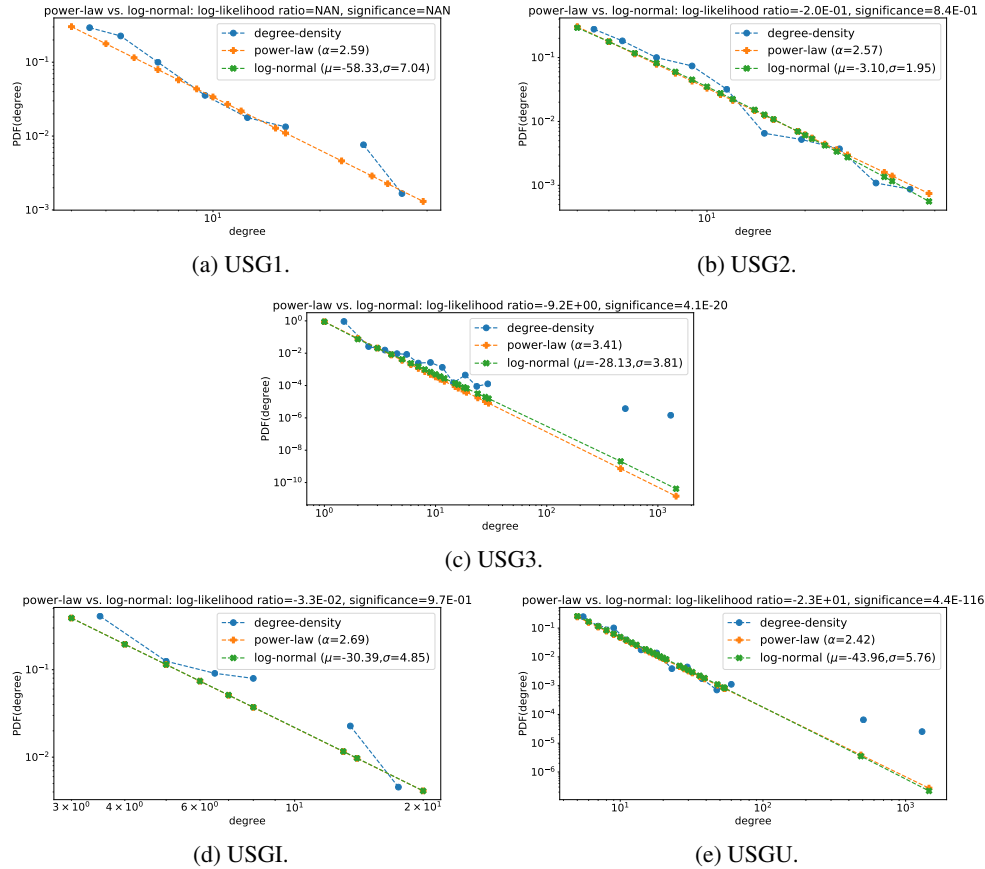 power-law vs. log-normal: log-likelihood ratio=NAN, significance=NAN
degree-density
power-law (α=2.59)
log-normal (μ=-58.33,σ=7.04)
PDF(degree)
10⁻¹
10⁻²
10⁻³
10¹
degree
(a) USG1.
power-law vs. log-normal: log-likelihood ratio=-2.0E-01, significance=8.4E-01
degree-density
power-law (α=2.57)
log-normal (μ=-3.10,σ=1.95)
PDF(degree)
10⁻¹
10⁻²
10⁻³
10¹
degree
(b) USG2.
power-law vs. log-normal: log-likelihood ratio=-9.2E+00, significance=4.1E-20
degree-density
power-law (α=3.41)
log-normal (μ=-28.13,σ=3.81)
PDF(degree)
10⁰
10⁻²
10⁻⁴
10⁻⁶
10⁻⁸
10⁻¹⁰
10⁰ 10¹ 10² 10³
degree
(c) USG3.
power-law vs. log-normal: log-likelihood ratio=-3.3E-02, significance=9.7E-01
degree-density
power-law (α=2.69)
log-normal (μ=-30.39,σ=4.85)
PDF(degree)
10⁻¹
10⁻²
3 × 10⁰ 4 × 10⁰ 6 × 10⁰ 10¹ 2 × 10¹
degree
(d) USGI.
power-law vs. log-normal: log-likelihood ratio=-2.3E+01, significance=4.4E-116
degree-density
power-law (α=2.42)
log-normal (μ=-43.96,σ=5.76)
PDF(degree)
10⁻¹
10⁻²
10⁻³
10⁻⁴
10⁻⁵
10⁻⁶
10¹ 10² 10³
degree
(e) USGU.